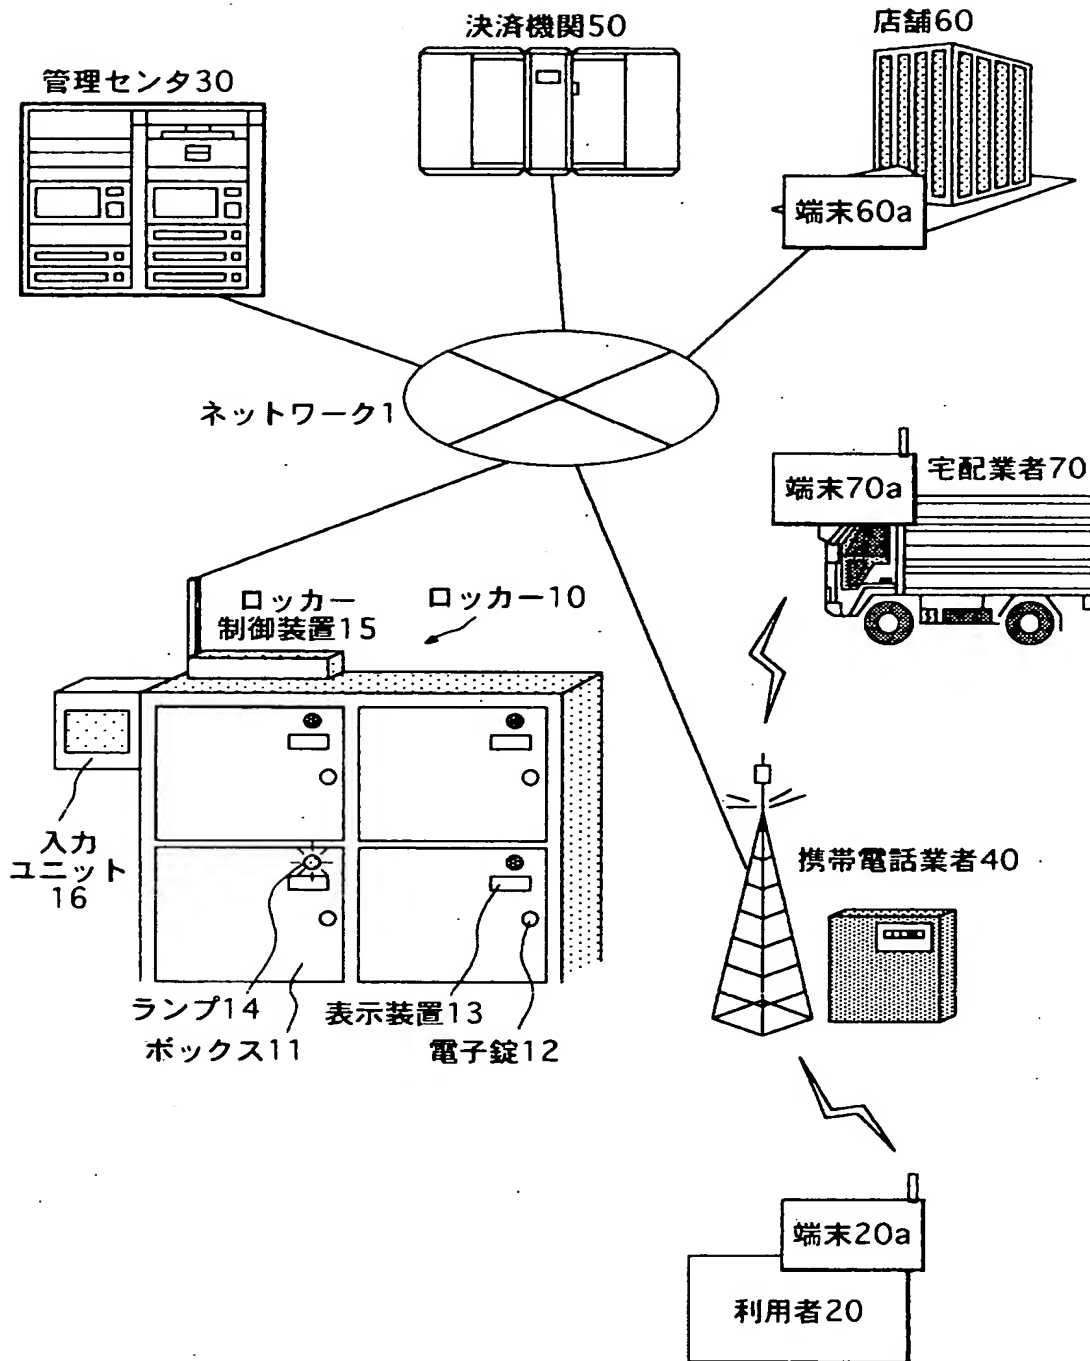 決済機関50
店舗60
管理センタ30
端末60a
ネットワーク1
宅配業者70
端末70a
ロッカー
制御装置15
ロッカー10
入力
ユニット
16
携帯電話業者40
ランプ14
表示装置13
ボックス11
電子錠12
端末20a
利用者20